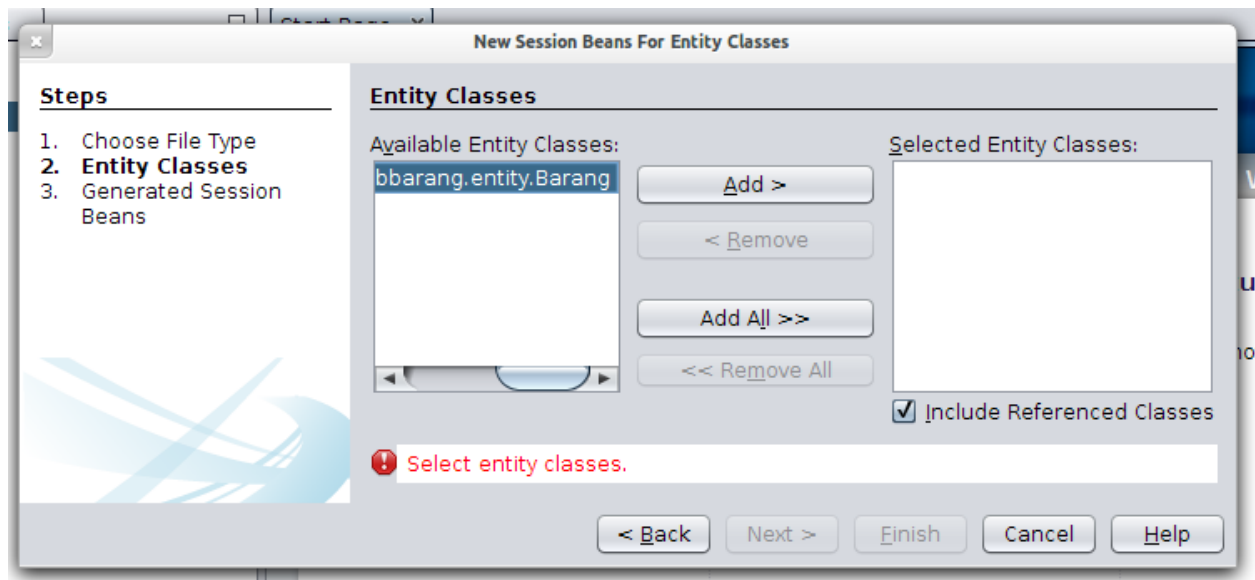 Start Page
New Session Beans For Entity Classes
Steps
1. Choose File Type
2. Entity Classes
3. Generated Session
Beans
Entity Classes
Available Entity Classes:
bbarang.entity.Barang
Add >
< Remove
Add All >>
<< Remove All
Selected Entity Classes:
Include Referenced Classes
Select entity classes.
< Back
Next >
Finish
Cancel
Help